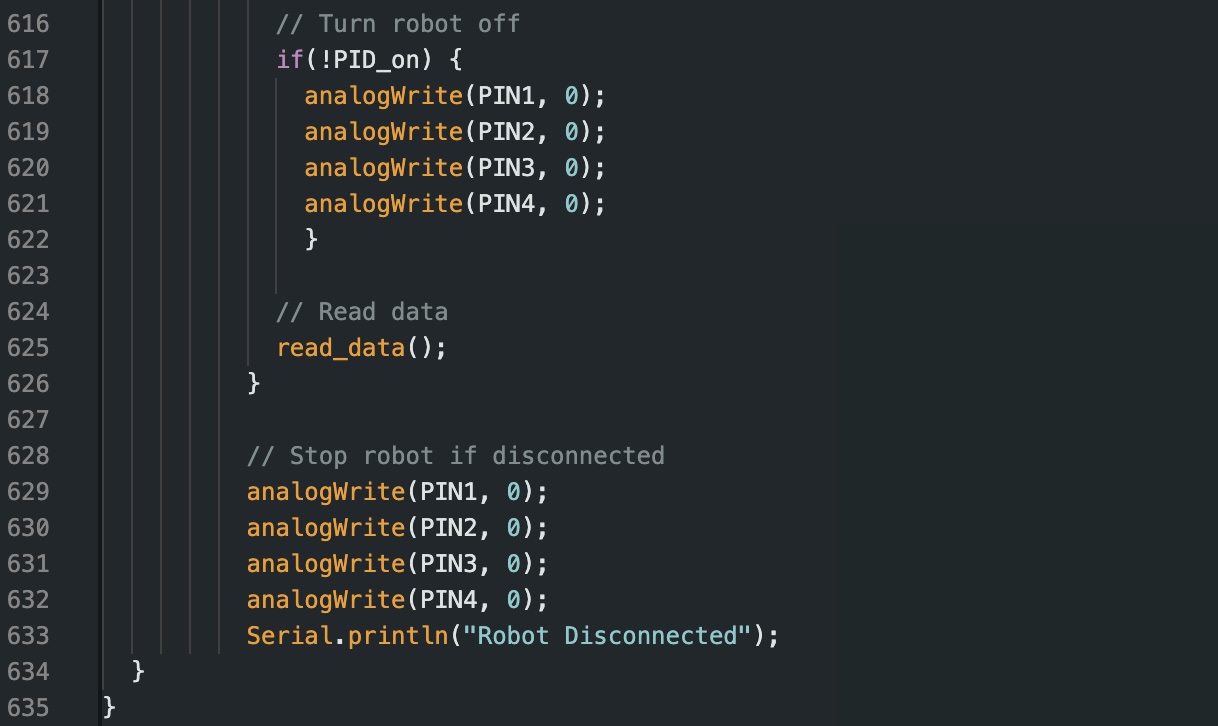 616 // Turn robot off
617 if(!PID_on) {
618 analogWrite(PIN1, 0);
619 analogWrite(PIN2, 0);
620 analogWrite(PIN3, 0);
621 analogWrite(PIN4, 0);
622 }
623
624 // Read data
625 read_data();
626 }
627
628 // Stop robot if disconnected
629 analogWrite(PIN1, 0);
630 analogWrite(PIN2, 0);
631 analogWrite(PIN3, 0);
632 analogWrite(PIN4, 0);
633 Serial.println("Robot Disconnected");
634 }
635 }